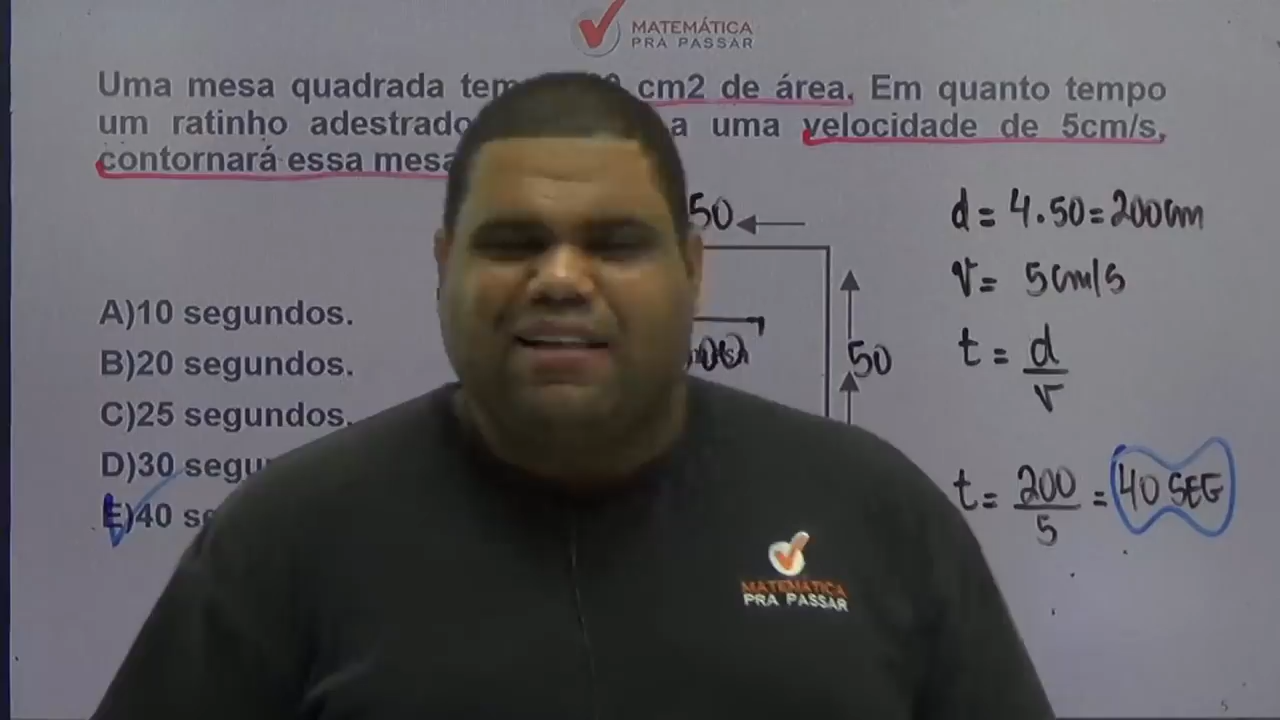 MATEMÁTICA
PRA PASSAR
Uma mesa quadrada tem cm2 de área. Em quanto tempo
um ratinho adestrado a uma velocidade de 5cm/s,
contornará essa mesa
50
d = 4.50 = 200cm
v = 5cm/s
A)10 segundos.
B)20 segundos.
50
t = d/v
C)25 segundos.
D)30 segu
E)40 s
t = 200/5 = 40 SEG
MATEMÁTICA
PRA PASSAR
5